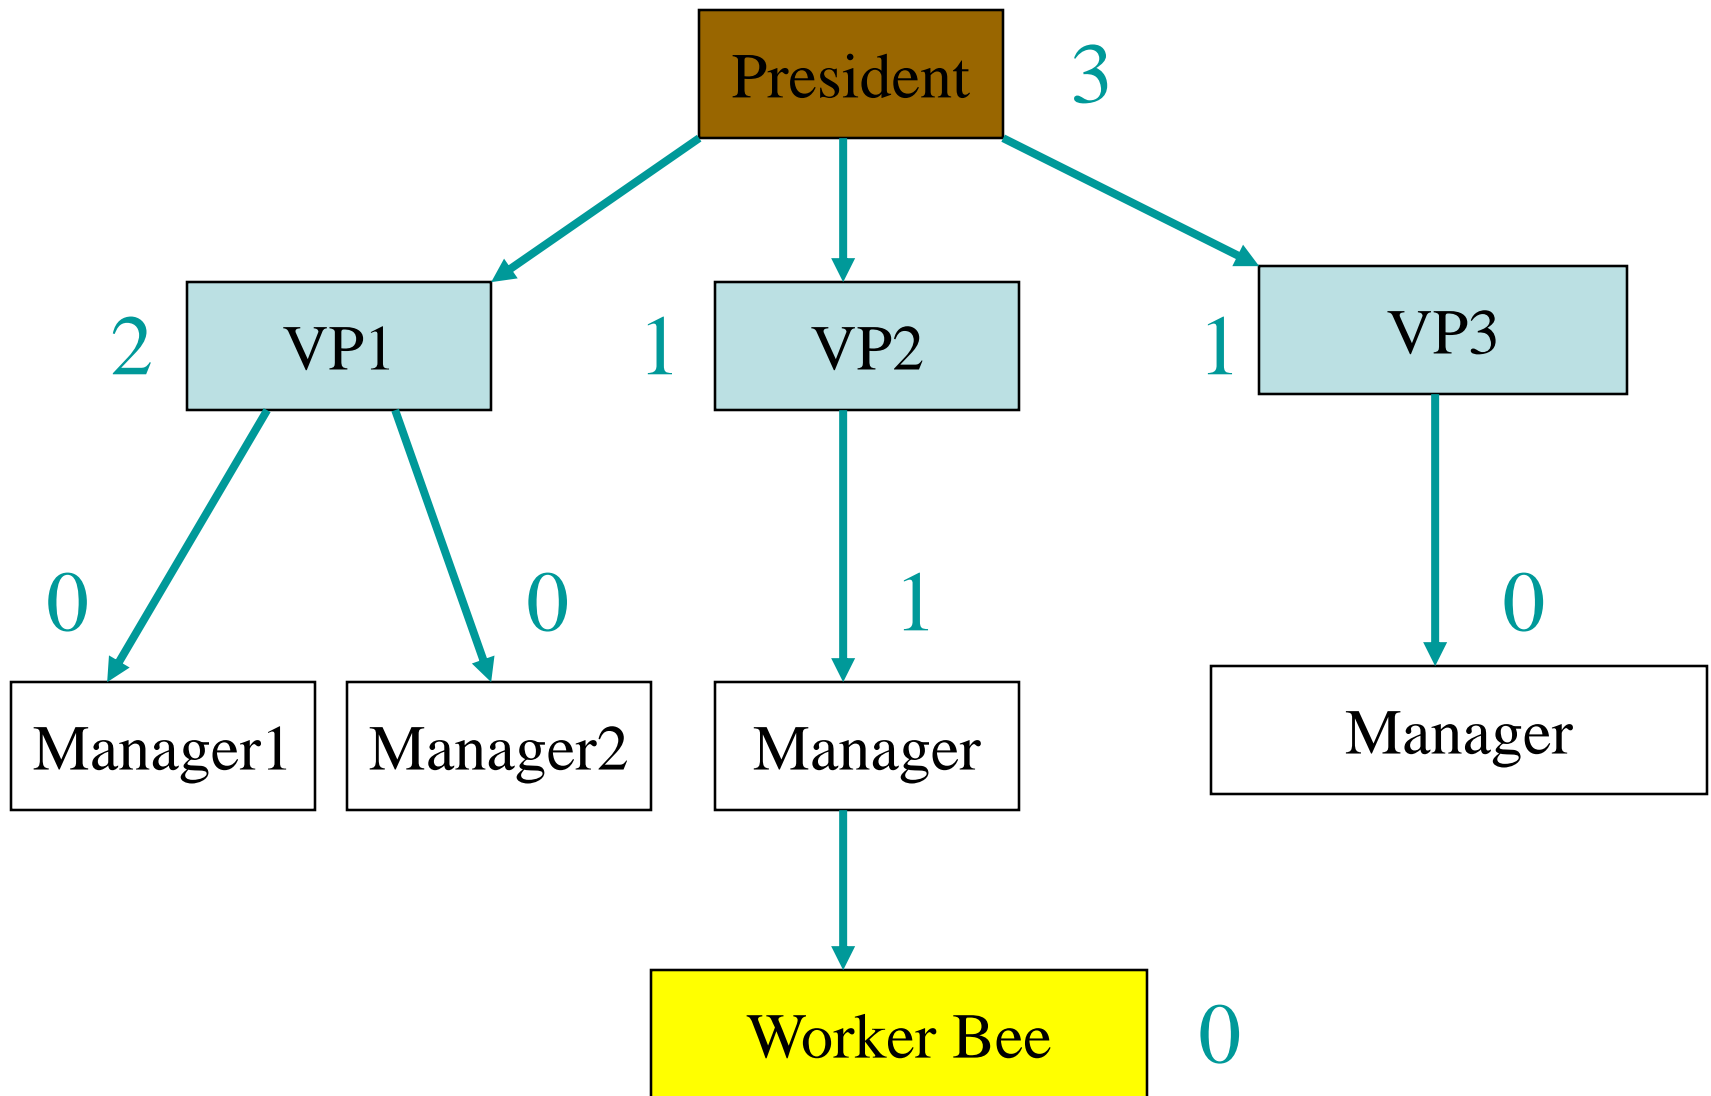 President 3
2 VP1 1 VP2 1 VP3
0 0 1 0
Manager1 Manager2 Manager Manager
Worker Bee 0